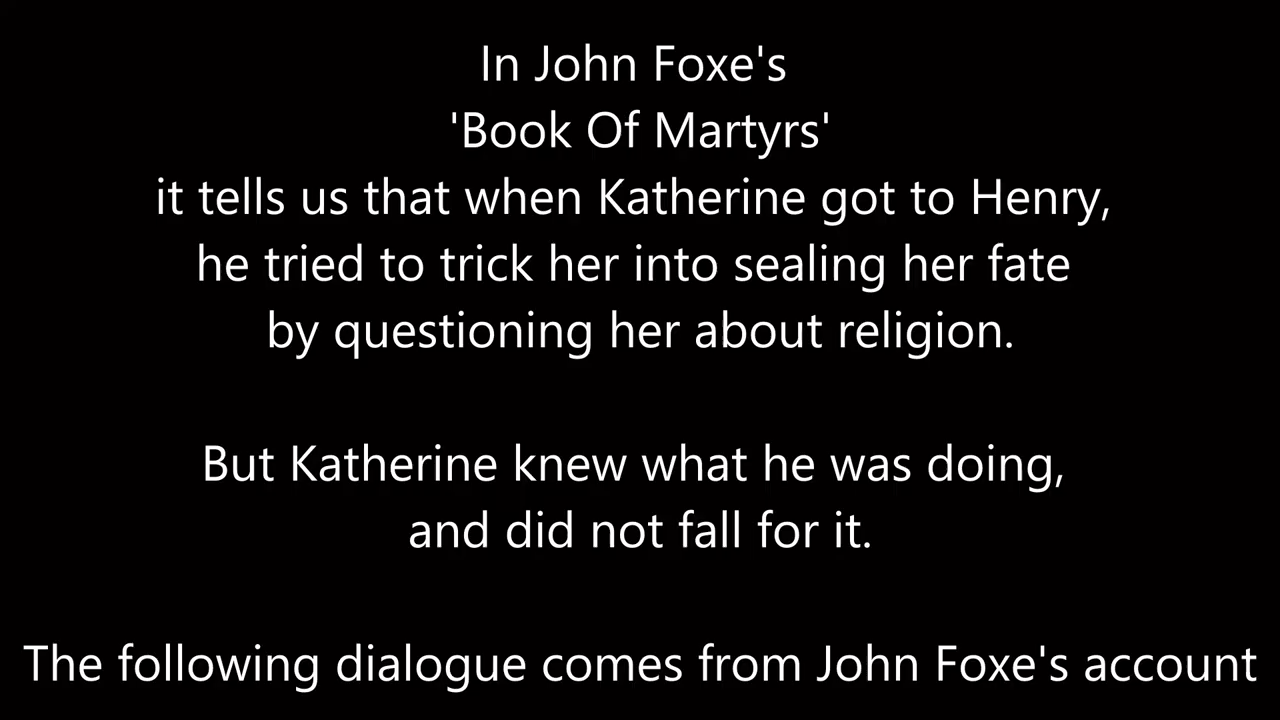 In John Foxe's
'Book Of Martyrs'
it tells us that when Katherine got to Henry,
he tried to trick her into sealing her fate
by questioning her about religion.
But Katherine knew what he was doing,
and did not fall for it.
The following dialogue comes from John Foxe's account